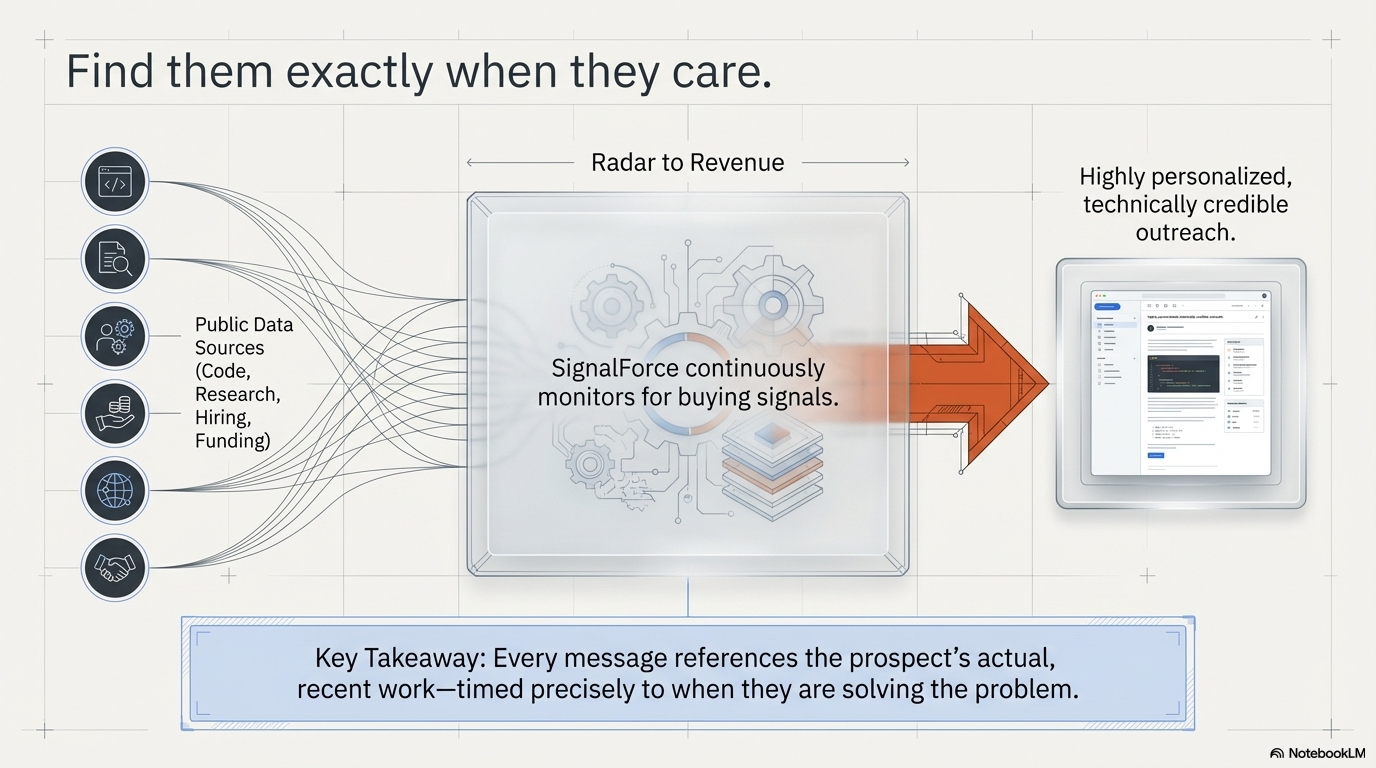 Find them exactly when they care.
Radar to Revenue
Public Data
Sources
(Code,
Research,
Hiring,
Funding)
SignalForce continuously
monitors for buying signals.
Highly personalized,
technically credible
outreach.
Key Takeaway: Every message references the prospect’s actual,
recent work—timed precisely to when they are solving the problem.
NotebookLM